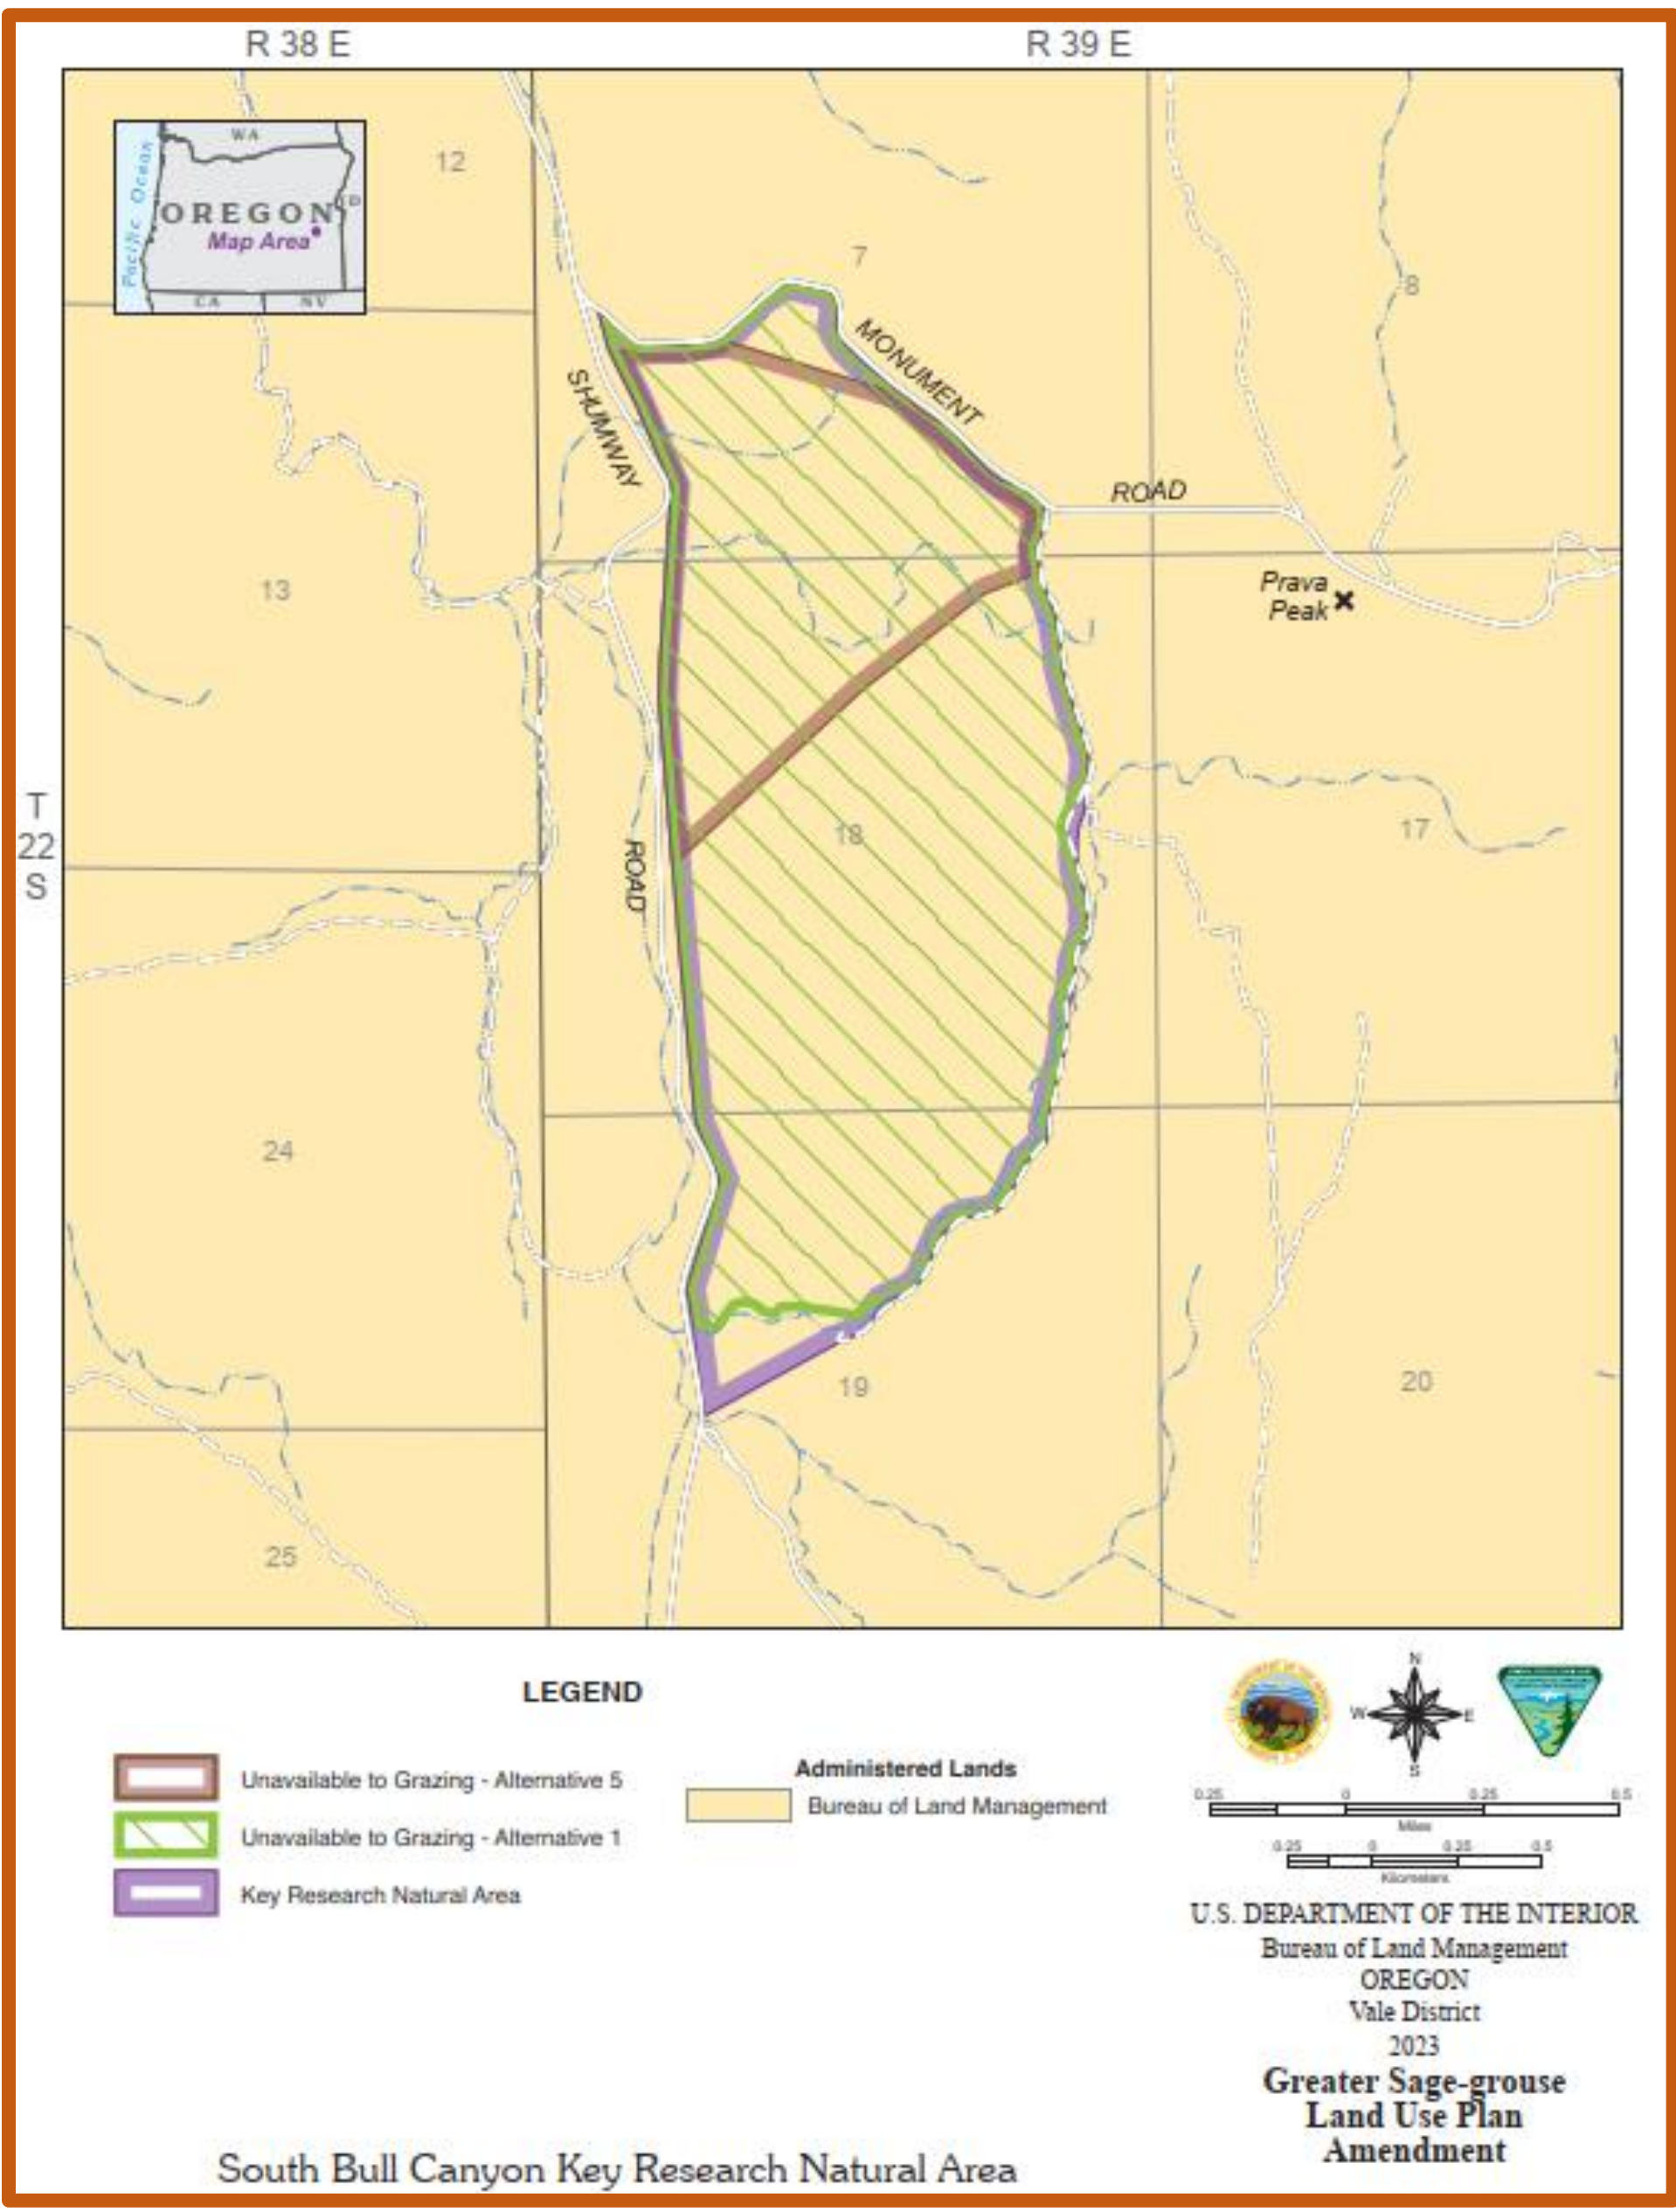 R 38 E
R 39 E
WA
Pacific Ocean
OREGON
ID
Map Area
CA
NV
12
7
8
MONUMENT
SHUMWAY
ROAD
13
Prava
Peak
T
22
S
18
17
ROAD
24
19
20
25
LEGEND
Unavailable to Grazing - Alternative 5
Unavailable to Grazing - Alternative 1
Key Research Natural Area
Administered Lands
Bureau of Land Management
N
W
E
S
0.25 0 0.25 0.5
Miles
0.25 0 0.25 0.5
Kilometers
U.S. DEPARTMENT OF THE INTERIOR
Bureau of Land Management
OREGON
Vale District
2023
Greater Sage-grouse
Land Use Plan
Amendment
South Bull Canyon Key Research Natural Area